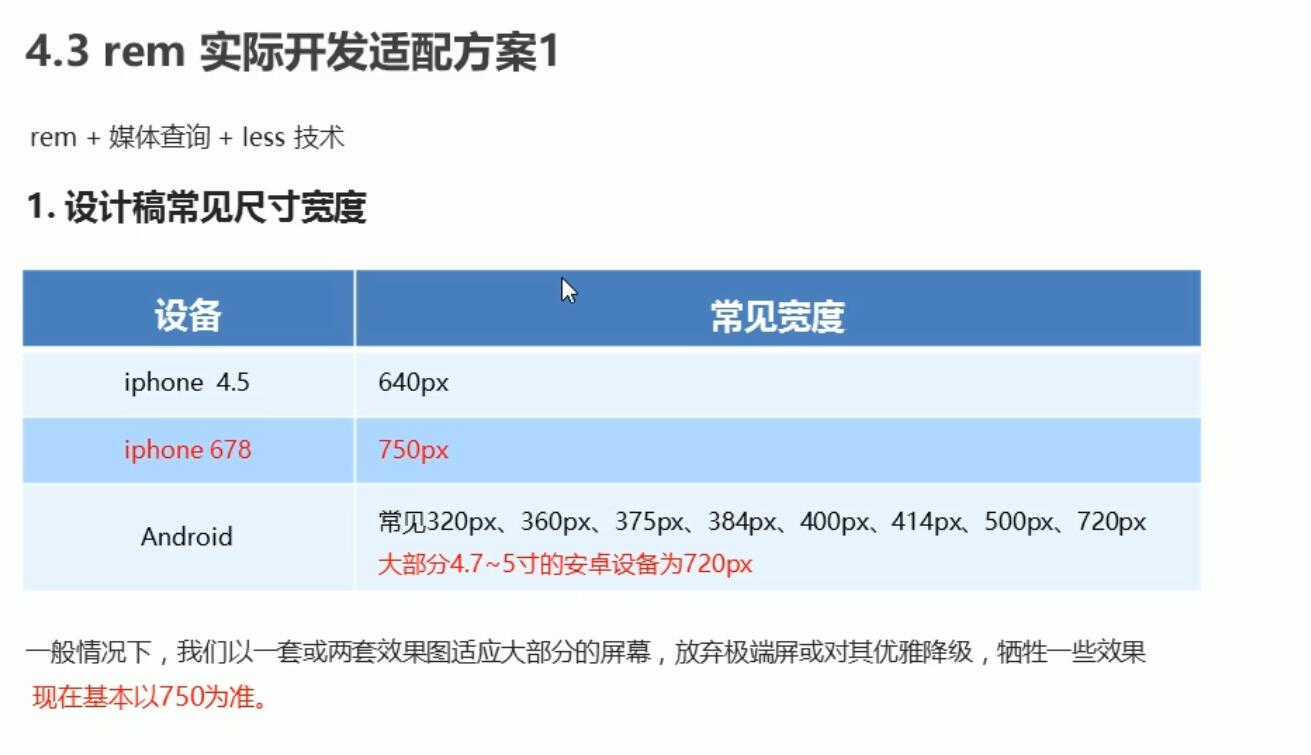 4.3 rem 实际开发适配方案1
rem + 媒体查询 + less 技术
1. 设计稿常见尺寸宽度
设备 常见宽度
iphone 4.5 640px
iphone 678 750px
Android 常见320px、360px、375px、384px、400px、414px、500px、720px
大部分4.7~5寸的安卓设备为720px
一般情况下，我们以一套或两套效果图适应大部分的屏幕，放弃极端屏或对其优雅降级，牺牲一些效果
现在基本以750为准。